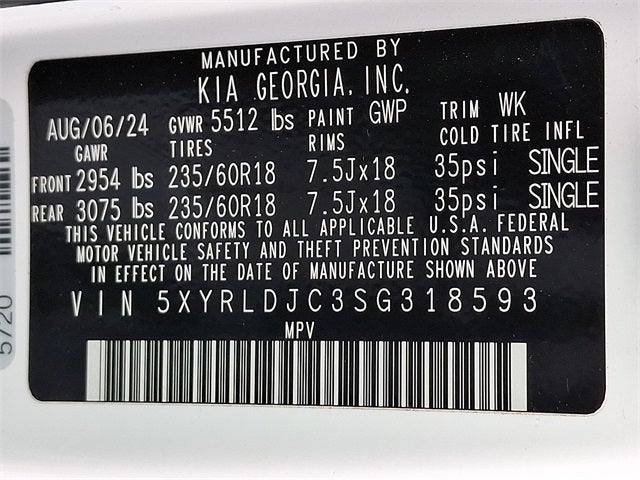 MANUFACTURED BY
KIA GEORGIA, INC.
AUG/06/24 GVWR 5512 lbs PAINT GWP TRIM WK
GAWR TIRES RIMS COLD TIRE INFL
FRONT 2954 lbs 235/60R18 7.5Jx18 35psi SINGLE
REAR 3075 lbs 235/60R18 7.5Jx18 35psi SINGLE
THIS VEHICLE CONFORMS TO ALL APPLICABLE U.S.A. FEDERAL
MOTOR VEHICLE SAFETY AND THEFT PREVENTION STANDARDS
IN EFFECT ON THE DATE OF MANUFACTURE SHOWN ABOVE
VIN 5XYRLDJC3SG318593
MPV
5720